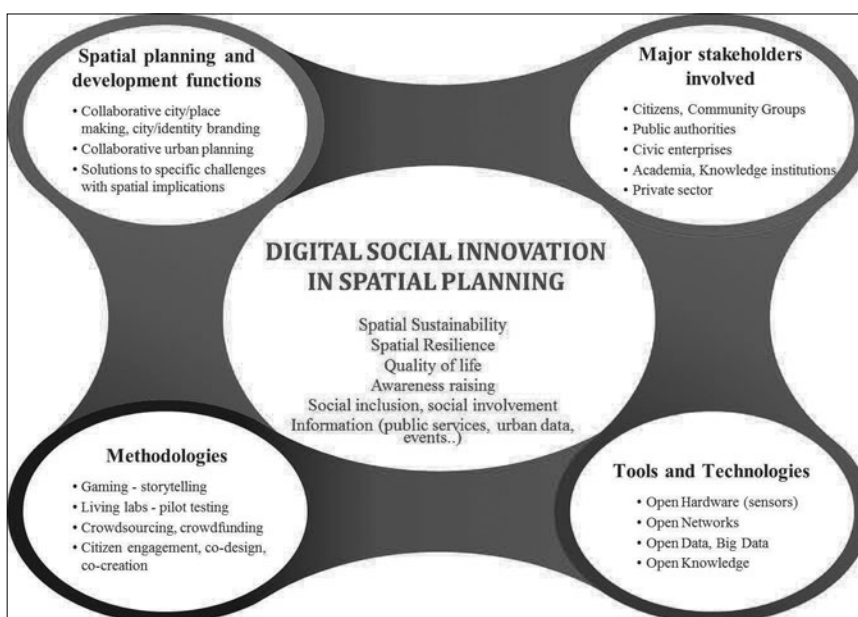 Spatial planning and
development functions
• Collaborative city/place
making, city/identity branding
• Collaborative urban planning
• Solutions to specific challenges
with spatial implications
Major stakeholders
involved
• Citizens, Community Groups
• Public authorities
• Civic enterprises
• Academia, Knowledge institutions
• Private sector
DIGITAL SOCIAL INNOVATION
IN SPATIAL PLANNING
Spatial Sustainability
Spatial Resilience
Quality of life
Awareness raising
Social inclusion, social involvement
Information (public services, urban data,
events..)
Methodologies
• Gaming - storytelling
• Living labs - pilot testing
• Crowdsourcing, crowdfunding
• Citizen engagement, co-design,
co-creation
Tools and Technologies
• Open Hardware (sensors)
• Open Networks
• Open Data, Big Data
• Open Knowledge